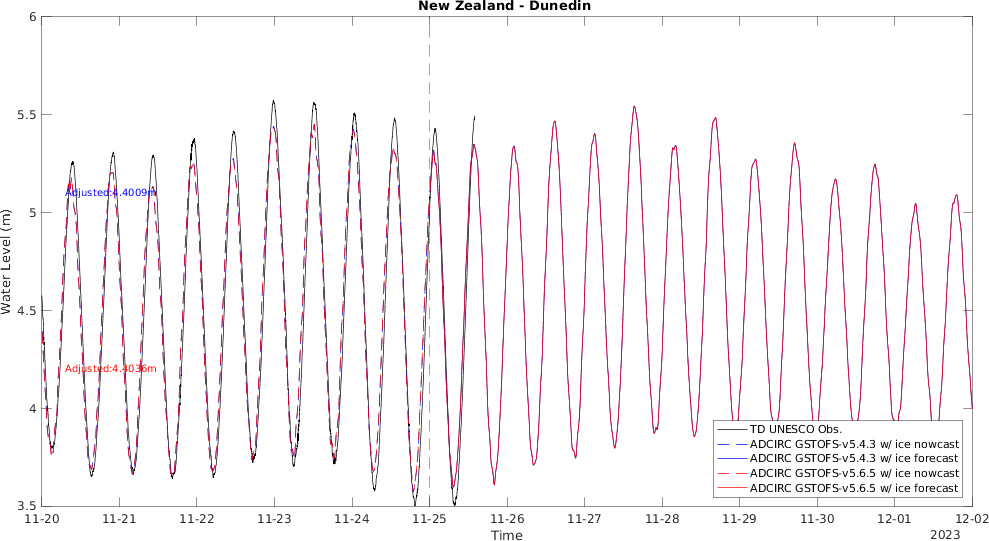 New Zealand - Dunedin
Water Level (m)
6
5.5
5
4.5
4
3.5
Adjusted:4.4009m
Adjusted:4.4036m
TD UNESCO Obs.
ADCIRC GSTOFS-v5.4.3 w/ ice nowcast
ADCIRC GSTOFS-v5.4.3 w/ ice forecast
ADCIRC GSTOFS-v5.6.5 w/ ice nowcast
ADCIRC GSTOFS-v5.6.5 w/ ice forecast
11-20 11-21 11-22 11-23 11-24 11-25 11-26 11-27 11-28 11-29 11-30 12-01 12-02
Time
2023